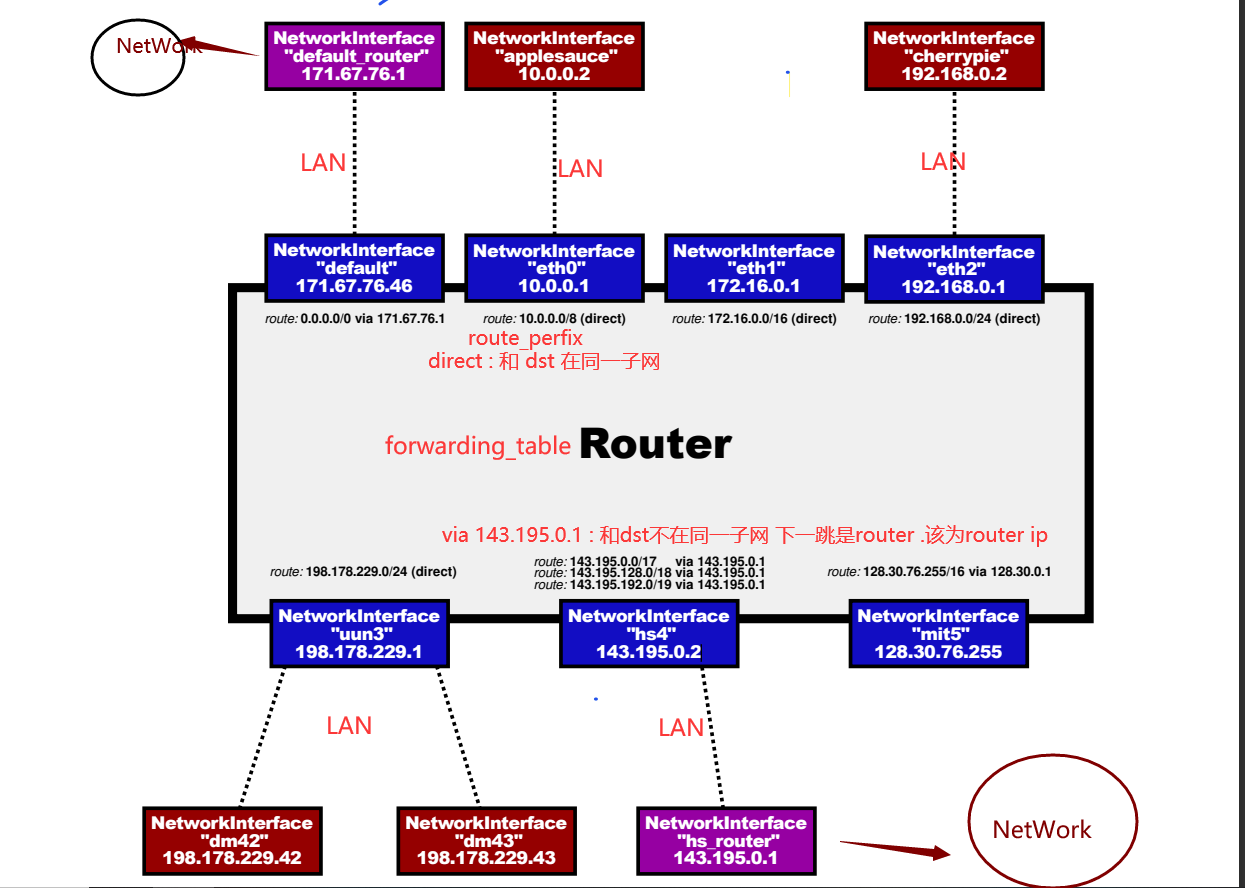 NetWork
NetworkInterface
"default_router"
171.67.76.1
NetworkInterface
"applesauce"
10.0.0.2
NetworkInterface
"cherrypie"
192.168.0.2
LAN
LAN
LAN
NetworkInterface
"default"
171.67.76.46
NetworkInterface
"eth0"
10.0.0.1
NetworkInterface
"eth1"
172.16.0.1
NetworkInterface
"eth2"
192.168.0.1
route: 0.0.0.0/0 via 171.67.76.1
route: 10.0.0.0/8 (direct)
route: 172.16.0.0/16 (direct)
route: 192.168.0.0/24 (direct)
route_perfix
direct : 和 dst 在同一子网
forwarding_table
Router
via 143.195.0.1 : 和dst不在同一子网 下一跳是router .该为router ip
route: 198.178.229.0/24 (direct)
route: 143.195.0.0/17 via 143.195.0.1
route: 143.195.128.0/18 via 143.195.0.1
route: 143.195.192.0/19 via 143.195.0.1
route: 128.30.76.255/16 via 128.30.0.1
NetworkInterface
"uun3"
198.178.229.1
NetworkInterface
"hs4"
143.195.0.2
NetworkInterface
"mit5"
128.30.76.255
LAN
LAN
NetworkInterface
"dm42"
198.178.229.42
NetworkInterface
"dm43"
198.178.229.43
NetworkInterface
"hs_router"
143.195.0.1
NetWork